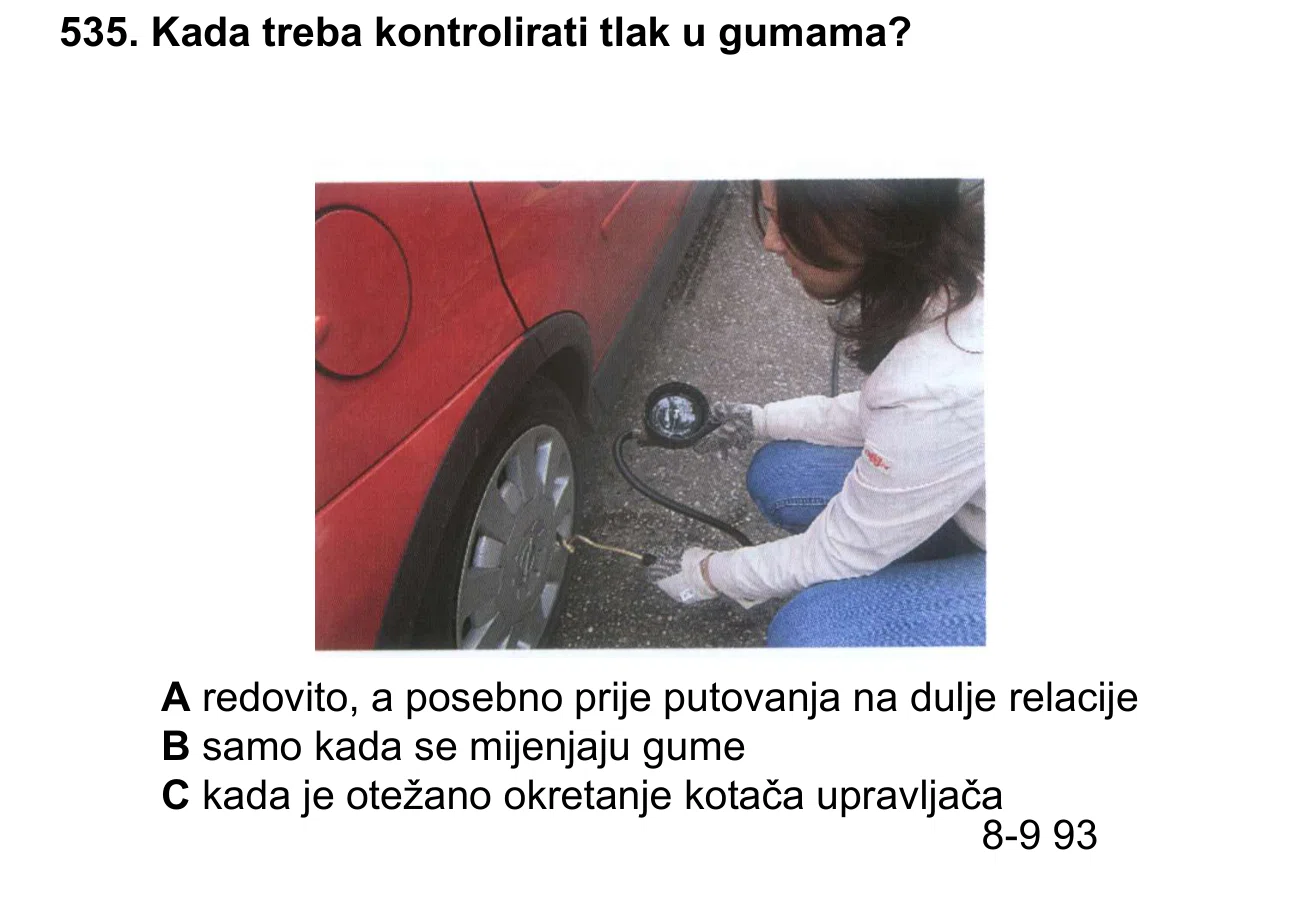 535. Kada treba kontrolirati tlak u gumama?
A redovito, a posebno prije putovanja na dulje relacije
B samo kada se mijenjaju gume
C kada je otežano okretanje kotača upravljača
8-9 93